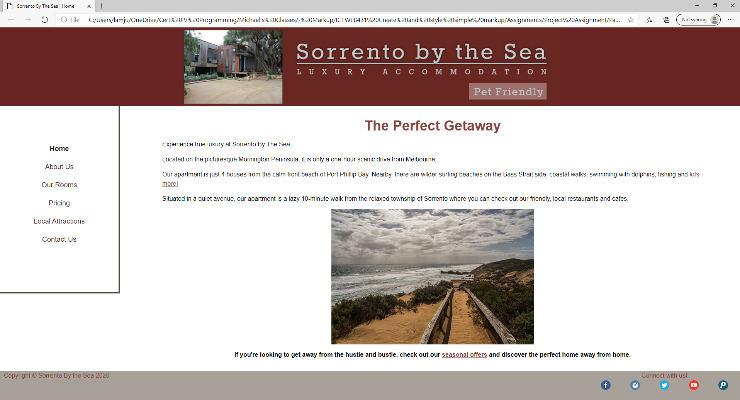 Sorrento By The Sea | Home
File
Not syncing
Sorrento by the Sea
LUXURY ACCOMMODATION
Pet Friendly
Home
About Us
Our Rooms
Pricing
Local Attractions
Contact Us
The Perfect Getaway
Experience true luxury at Sorrento By The Sea
Located on the picturesque Mornington Peninsula, it is only a one hour scenic drive from Melbourne.
Our apartment is just 4 houses from the calm front beach of Port Phillip Bay. Nearby, there are wilder surfing beaches on the Bass Strait side, coastal walks, swimming with dolphins, fishing and lots
more!
Situated in a quiet avenue, our apartment is a lazy 10-minute walk from the relaxed township of Sorrento where you can check out our friendly, local restaurants and cafes.
If you're looking to get away from the hustle and bustle, check out our seasonal offers and discover the perfect home away from home.
Copyright © Sorrento By the Sea 2020
Connect with us!